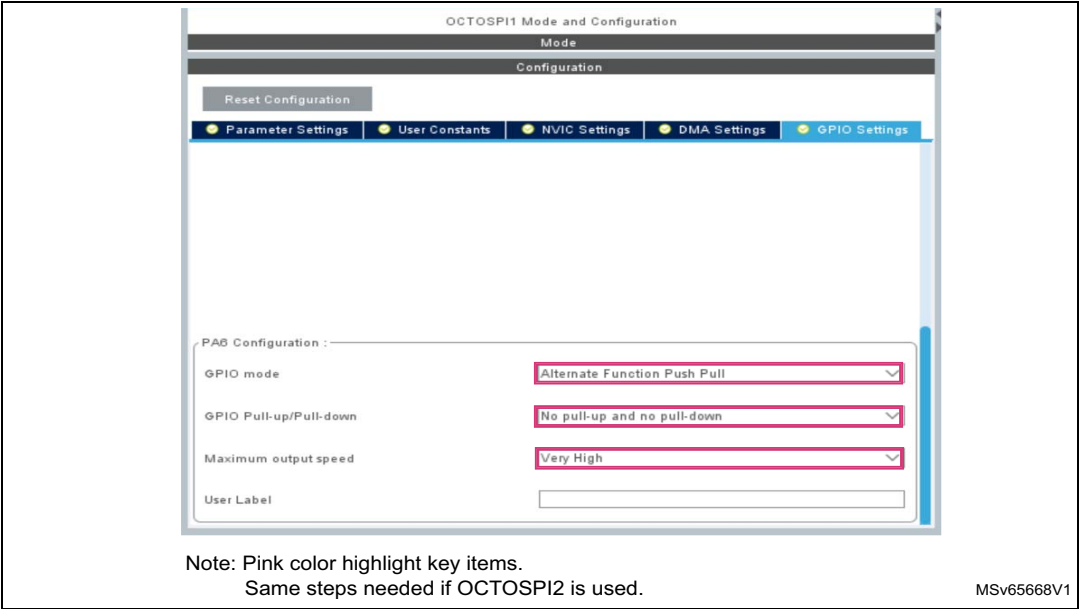 OCTOSPI1 Mode and Configuration
Mode
Configuration
Reset Configuration
Parameter Settings
User Constants
NVIC Settings
DMA Settings
GPIO Settings
PA6 Configuration :
GPIO mode
Alternate Function Push Pull
GPIO Pull-up/Pull-down
No pull-up and no pull-down
Maximum output speed
Very High
User Label
Note: Pink color highlight key items.
Same steps needed if OCTOSPI2 is used.
MSv65668V1